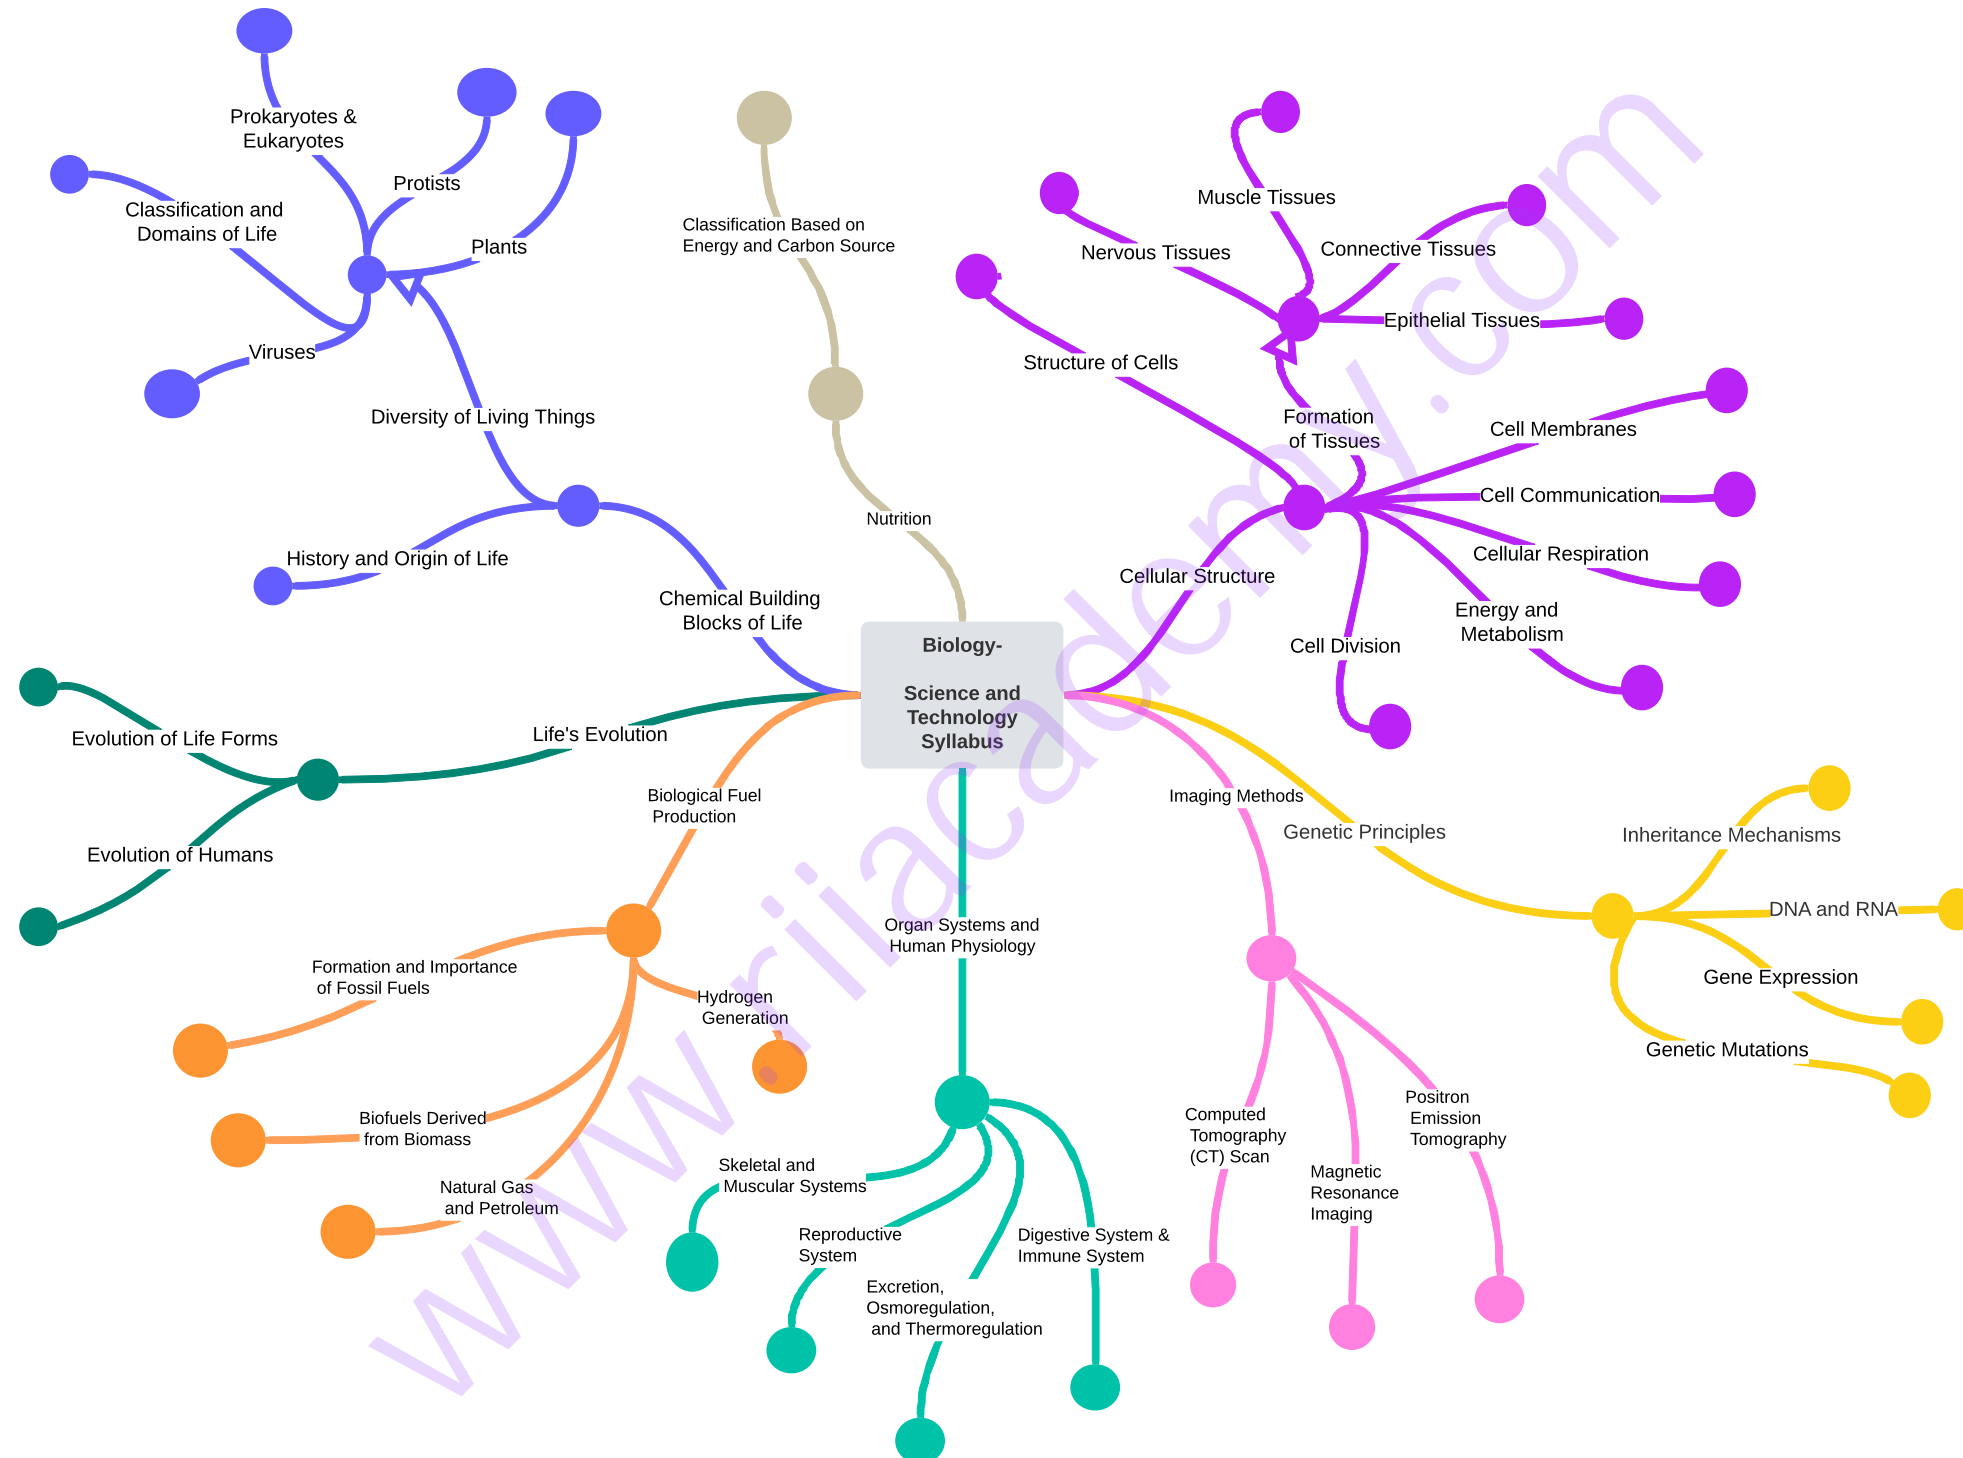 Prokaryotes &
Eukaryotes
Protists
Classification and
Domains of Life
Plants
Viruses
Diversity of Living Things
History and Origin of Life
Chemical Building
Blocks of Life
Classification Based on
Energy and Carbon Source
Nutrition
Muscle Tissues
Nervous Tissues
Connective Tissues
Epithelial Tissues
Structure of Cells
Formation
of Tissues
Cell Membranes
Cell Communication
Cellular Respiration
Cellular Structure
Energy and
Metabolism
Cell Division
Biology-
Science and
Technology
Syllabus
Evolution of Life Forms
Life's Evolution
Evolution of Humans
Biological Fuel
Production
Formation and Importance
of Fossil Fuels
Hydrogen
Generation
Biofuels Derived
from Biomass
Natural Gas
and Petroleum
Organ Systems and
Human Physiology
Skeletal and
Muscular Systems
Reproductive
System
Excretion,
Osmoregulation,
and Thermoregulation
Digestive System &
Immune System
Imaging Methods
Computed
Tomography
(CT) Scan
Magnetic
Resonance
Imaging
Positron
Emission
Tomography
Genetic Principles
Inheritance Mechanisms
DNA and RNA
Gene Expression
Genetic Mutations
www.riiacademy.com